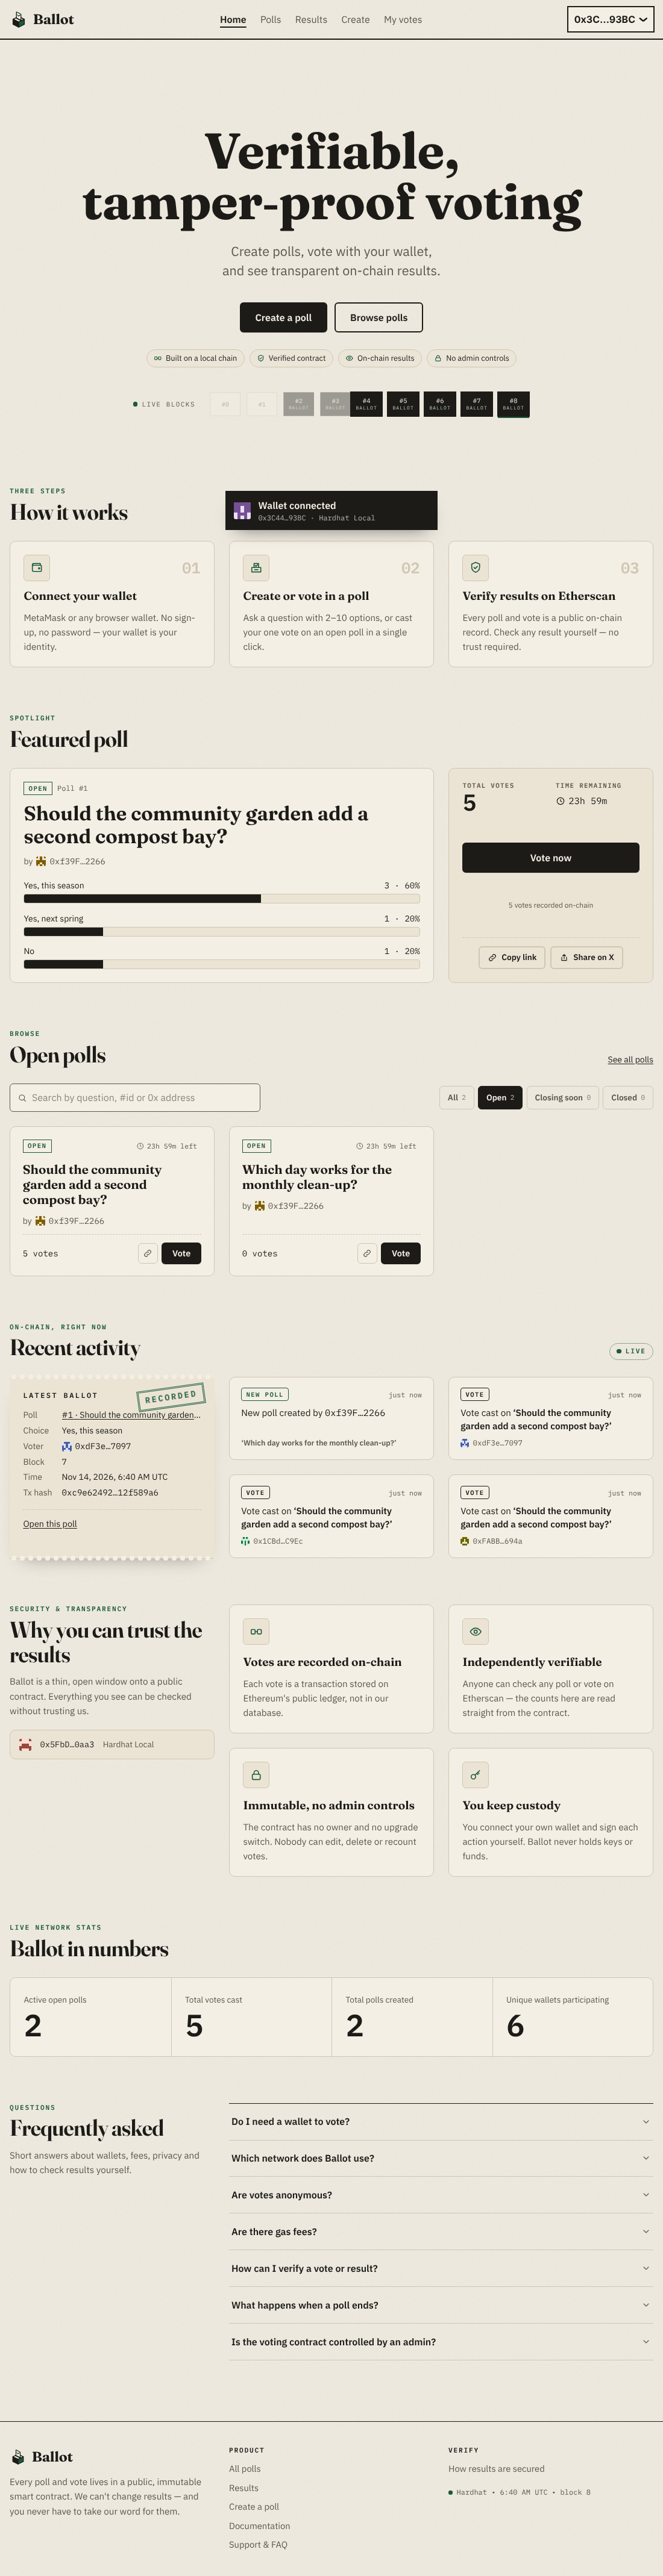 Ballot
Home Polls Results Create My votes
0x3C...93BC
Verifiable,
tamper-proof voting
Create polls, vote with your wallet,
and see transparent on-chain results.
Create a poll
Browse polls
Built on a local chain
Verified contract
On-chain results
No admin controls
LIVE BLOCKS
#0
#1
#2
BALLOT
#3
BALLOT
#4
BALLOT
#5
BALLOT
#6
BALLOT
#7
BALLOT
#8
BALLOT
THREE STEPS
How it works
Wallet connected
0x3C44…93BC · Hardhat Local
01
Connect your wallet
MetaMask or any browser wallet. No sign-
up, no password — your wallet is your
identity.
02
Create or vote in a poll
Ask a question with 2–10 options, or cast
your one vote on an open poll in a single
click.
03
Verify results on Etherscan
Every poll and vote is a public on-chain
record. Check any result yourself — no
trust required.
SPOTLIGHT
Featured poll
OPEN Poll #1
Should the community garden add a
second compost bay?
by 0xf39F…2266
Yes, this season 3 · 60%
Yes, next spring 1 · 20%
No 1 · 20%
TOTAL VOTES
5
TIME REMAINING
23h 59m
Vote now
5 votes recorded on-chain
Copy link
Share on X
BROWSE
Open polls
See all polls
Search by question, #id or 0x address
All 2
Open 2
Closing soon 0
Closed 0
OPEN 23h 59m left
Should the community
garden add a second
compost bay?
by 0xf39F…2266
5 votes
Vote
OPEN 23h 59m left
Which day works for the
monthly clean-up?
by 0xf39F…2266
0 votes
Vote
ON-CHAIN, RIGHT NOW
Recent activity
LIVE
LATEST BALLOT
RECORDED
Poll #1 · Should the community garden…
Choice Yes, this season
Voter 0xdF3e…7097
Block 7
Time Nov 14, 2026, 6:40 AM UTC
Tx hash 0xc9e62492…12f589a6
Open this poll
NEW POLL just now
New poll created by 0xf39F…2266
‘Which day works for the monthly clean-up?’
VOTE just now
Vote cast on ‘Should the community
garden add a second compost bay?’
0xdF3e…7097
VOTE just now
Vote cast on ‘Should the community
garden add a second compost bay?’
0x1CBd…C9Ec
VOTE just now
Vote cast on ‘Should the community
garden add a second compost bay?’
0xFABB…694a
SECURITY & TRANSPARENCY
Why you can trust the
results
Ballot is a thin, open window onto a public
contract. Everything you see can be checked
without trusting us.
0x5FbD…0aa3 Hardhat Local
Votes are recorded on-chain
Each vote is a transaction stored on
Ethereum's public ledger, not in our
database.
Independently verifiable
Anyone can check any poll or vote on
Etherscan — the counts here are read
straight from the contract.
Immutable, no admin controls
The contract has no owner and no upgrade
switch. Nobody can edit, delete or recount
votes.
You keep custody
You connect your own wallet and sign each
action yourself. Ballot never holds keys or
funds.
LIVE NETWORK STATS
Ballot in numbers
Active open polls
2
Total votes cast
5
Total polls created
2
Unique wallets participating
6
QUESTIONS
Frequently asked
Short answers about wallets, fees, privacy and
how to check results yourself.
Do I need a wallet to vote?
Which network does Ballot use?
Are votes anonymous?
Are there gas fees?
How can I verify a vote or result?
What happens when a poll ends?
Is the voting contract controlled by an admin?
Ballot
Every poll and vote lives in a public, immutable
smart contract. We can't change results — and
you never have to take our word for them.
PRODUCT
All polls
Results
Create a poll
Documentation
Support & FAQ
VERIFY
How results are secured
Hardhat • 6:40 AM UTC • block 8